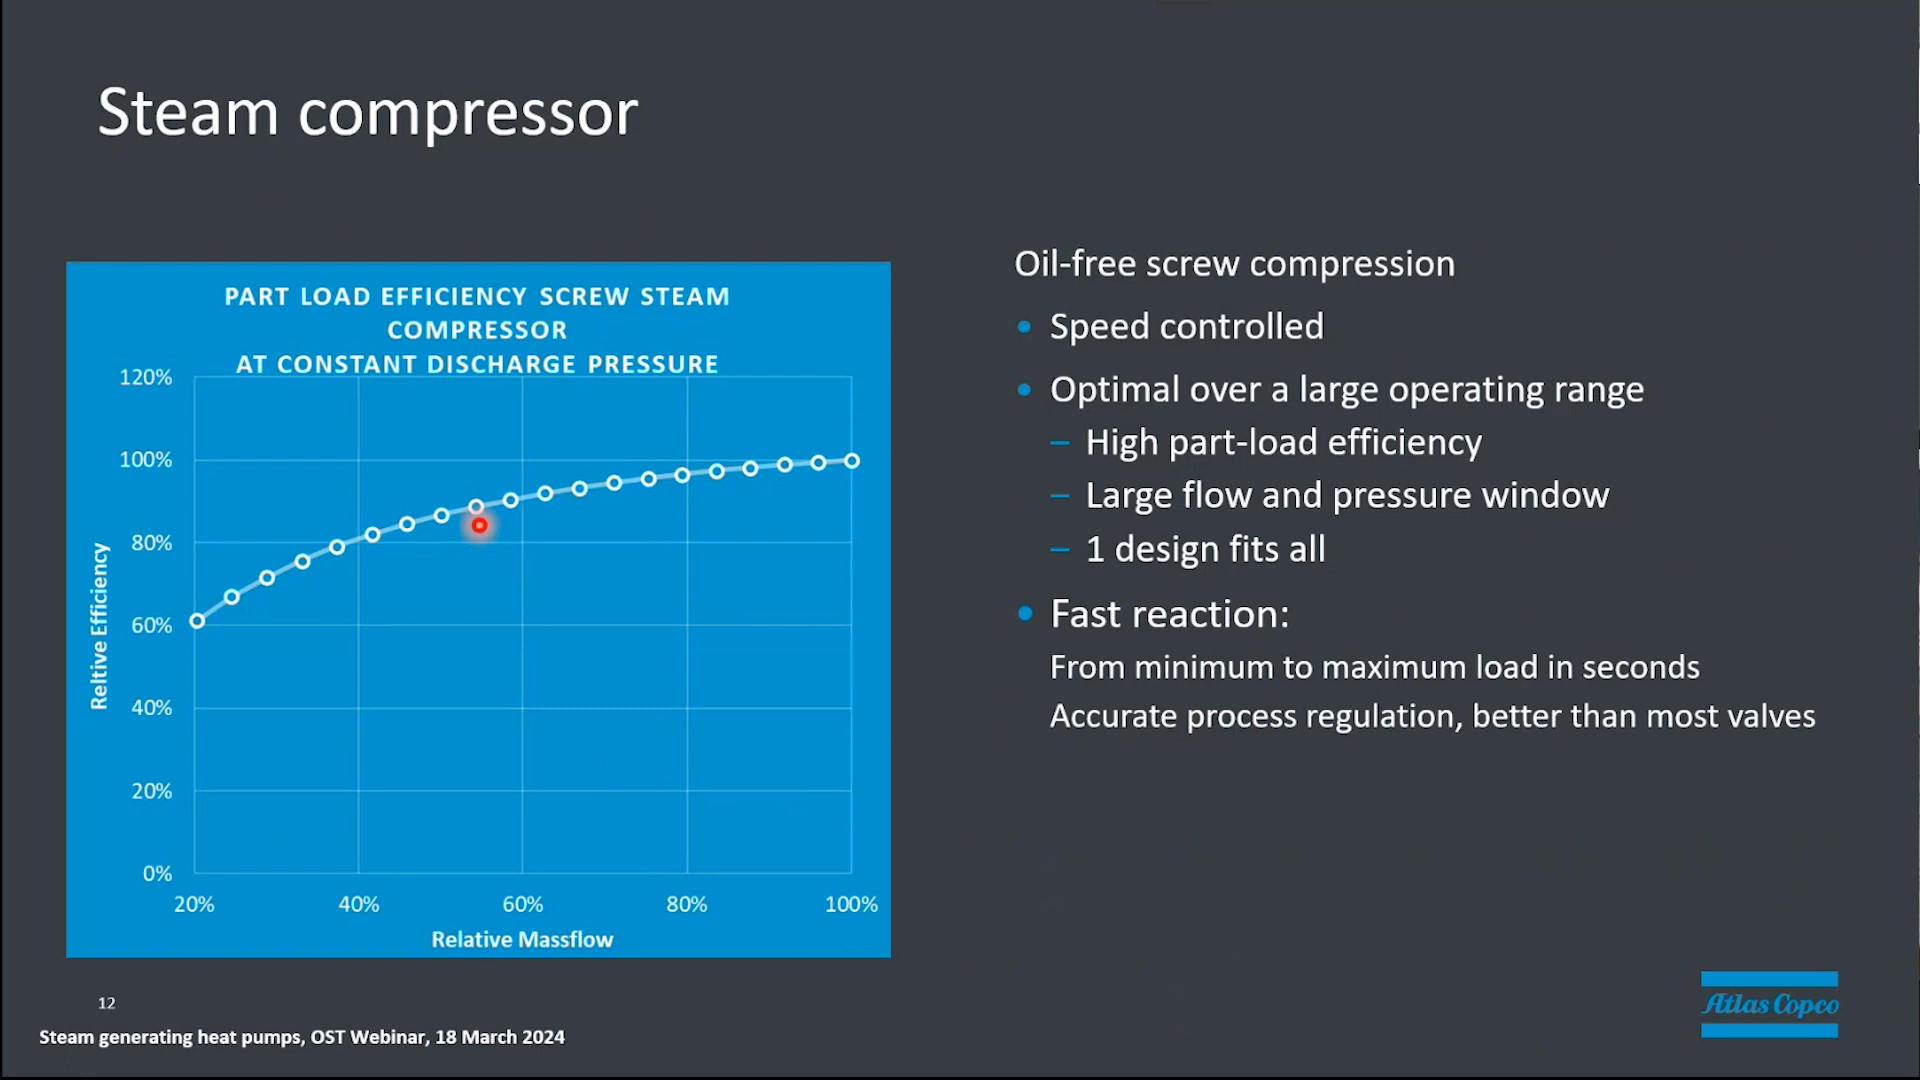 Steam compressor
PART LOAD EFFICIENCY SCREW STEAM
COMPRESSOR
AT CONSTANT DISCHARGE PRESSURE
120%
100%
80%
60%
40%
20%
0%
Reltive Efficiency
20% 40% 60% 80% 100%
Relative Massflow
Oil-free screw compression
• Speed controlled
• Optimal over a large operating range
– High part-load efficiency
– Large flow and pressure window
– 1 design fits all
• Fast reaction:
From minimum to maximum load in seconds
Accurate process regulation, better than most valves
12
Steam generating heat pumps, OST Webinar, 18 March 2024
Atlas Copco